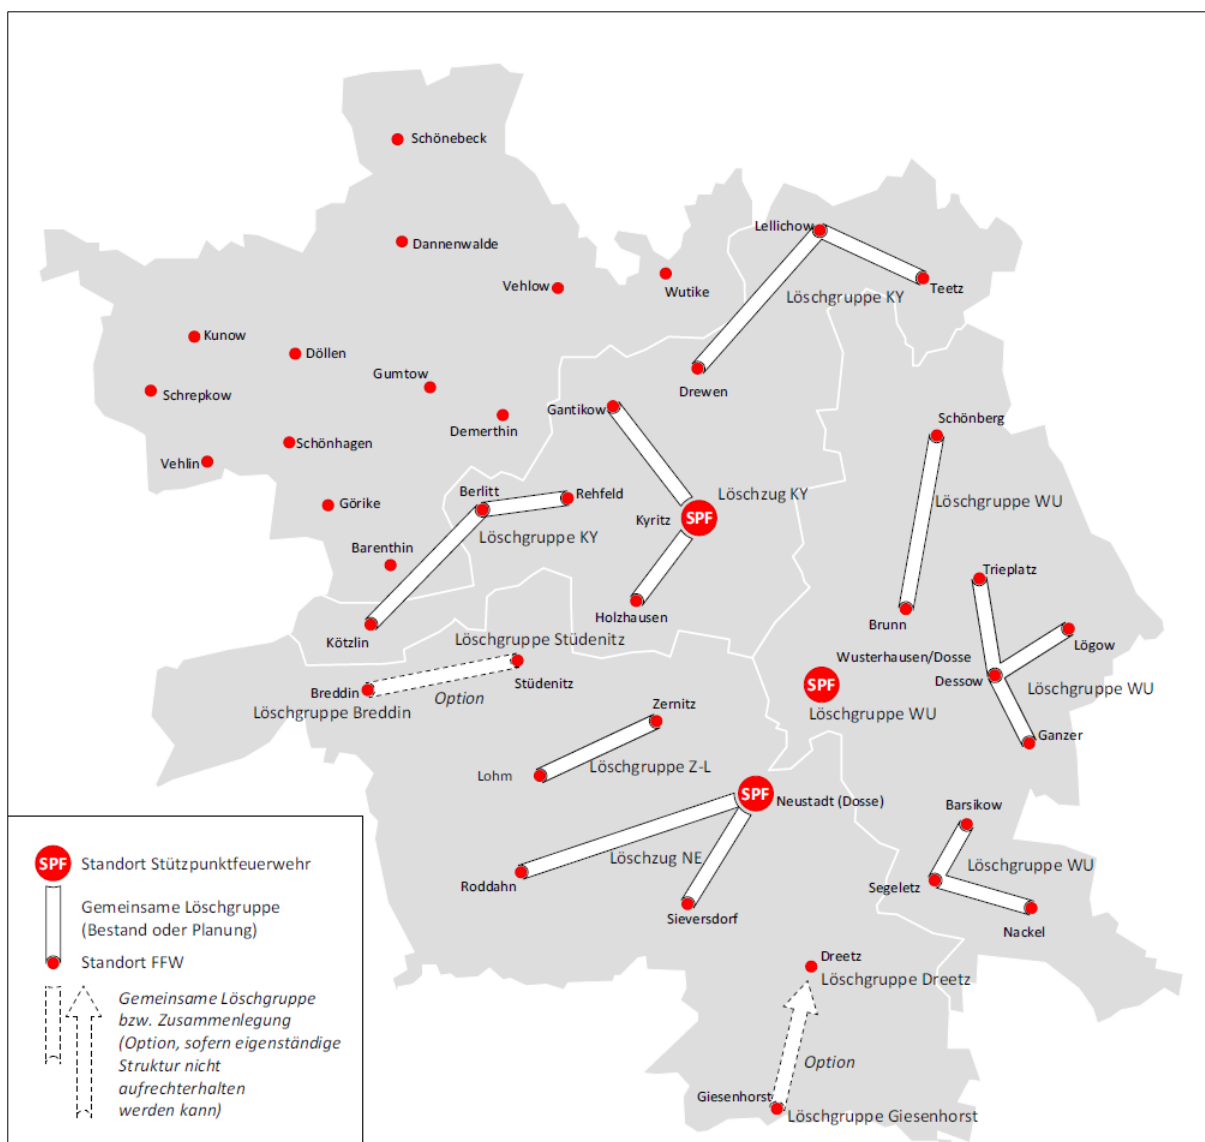 Schönebeck
Lellichow
Dannenwalde
Wutike
Teetz
Vehlow
Löschgruppe KY
Kunow
Döllen
Gumtow
Drewen
Schrepkow
Gantikow
Schönberg
Demerthin
Schönhagen
Vehlin
Berlitt
Rehfeld
Löschzug KY
Löschgruppe WU
Görike
Kyritz
SPF
Löschgruppe KY
Barenthin
Trieplatz
Holzhausen
Brunn
Kötzlin
Löschgruppe Stüdenitz
Lögow
Wusterhausen/Dosse
Stüdenitz
Dessow
SPF
Löschgruppe WU
Breddin
Option
Löschgruppe Breddin
Zernitz
Löschgruppe WU
Ganzer
Lohm
Löschgruppe Z-L
SPF
Neustadt (Dosse)
Barsikow
Löschzug NE
Löschgruppe WU
Roddahn
Segeletz
Sieversdorf
Nackel
Dreetz
Löschgruppe Dreetz
Option
Giesenhorst
Löschgruppe Giesenhorst
SPF
Standort Stützpunktfeuerwehr
Gemeinsame Löschgruppe
(Bestand oder Planung)
Standort FFW
Gemeinsame Löschgruppe
bzw. Zusammenlegung
(Option, sofern eigenständige
Struktur nicht
aufrechterhalten
werden kann)